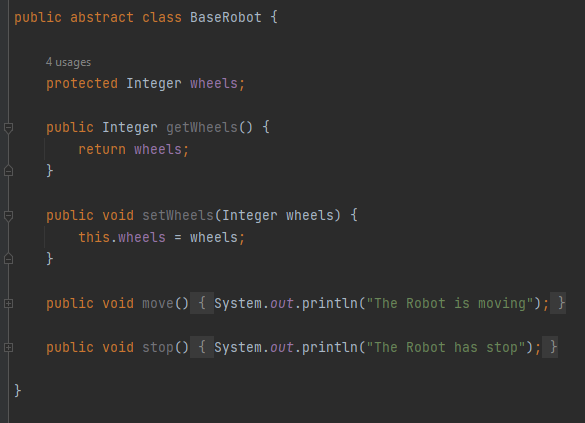 public abstract class BaseRobot {
4 usages
protected Integer wheels;
public Integer getWheels() {
return wheels;
}
public void setWheels(Integer wheels) {
this.wheels = wheels;
}
public void move() { System.out.println("The Robot is moving"); }
public void stop() { System.out.println("The Robot has stop"); }
}